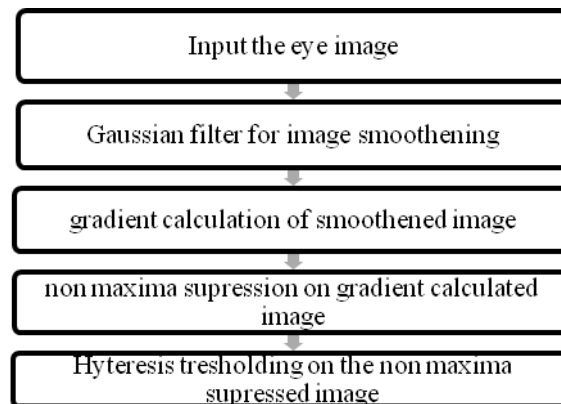 Input the eye image
Gaussian filter for image smoothening
gradient calculation of smoothened image
non maxima supression on gradient calculated
image
Hyteresis tresholding on the non maxima
supressed image